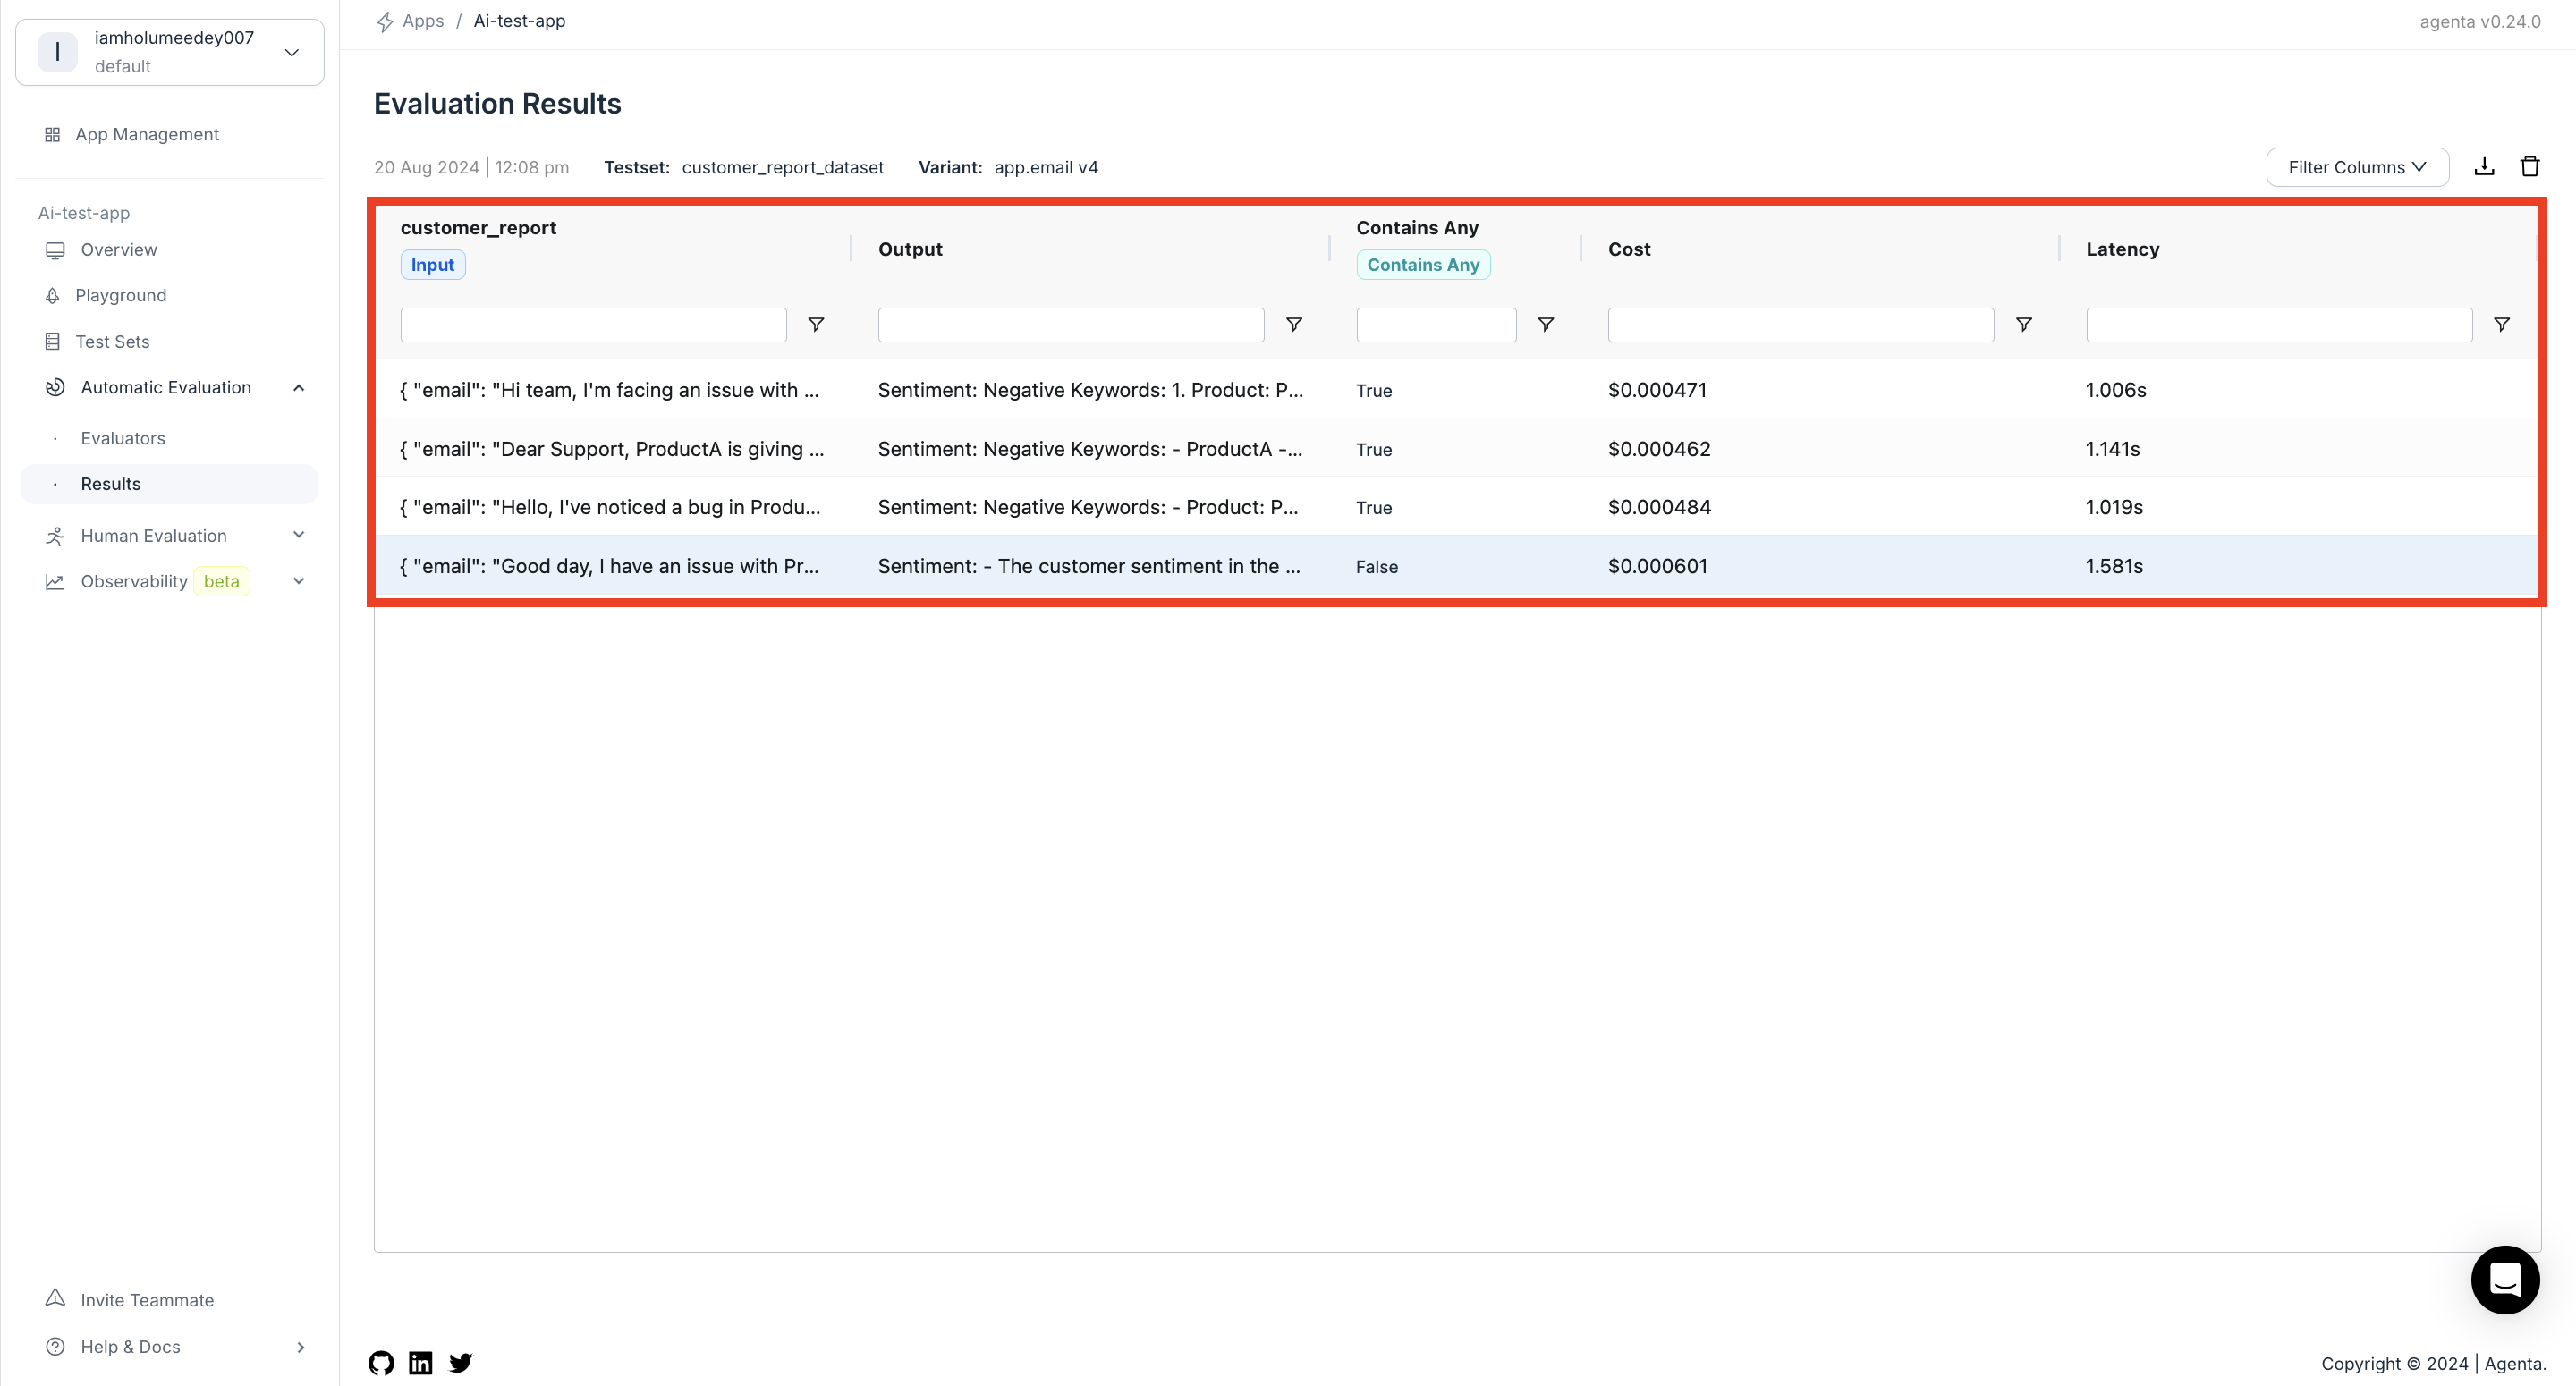 I
iamholumeedey007
default
App Management
Ai-test-app
Overview
Playground
Test Sets
Automatic Evaluation
· Evaluators
· Results
Human Evaluation
Observability beta
Invite Teammate
Help & Docs
Apps / Ai-test-app
agenta v0.24.0
Evaluation Results
20 Aug 2024 | 12:08 pm Testset: customer_report_dataset Variant: app.email v4
Filter Columns
customer_report
Input
Output
Contains Any
Contains Any
Cost
Latency
{ "email": "Hi team, I'm facing an issue with ... Sentiment: Negative Keywords: 1. Product: P... True $0.000471 1.006s
{ "email": "Dear Support, ProductA is giving ... Sentiment: Negative Keywords: - ProductA -... True $0.000462 1.141s
{ "email": "Hello, I've noticed a bug in Produ... Sentiment: Negative Keywords: - Product: P... True $0.000484 1.019s
{ "email": "Good day, I have an issue with Pr... Sentiment: - The customer sentiment in the ... False $0.000601 1.581s
in
Copyright © 2024 | Agenta.